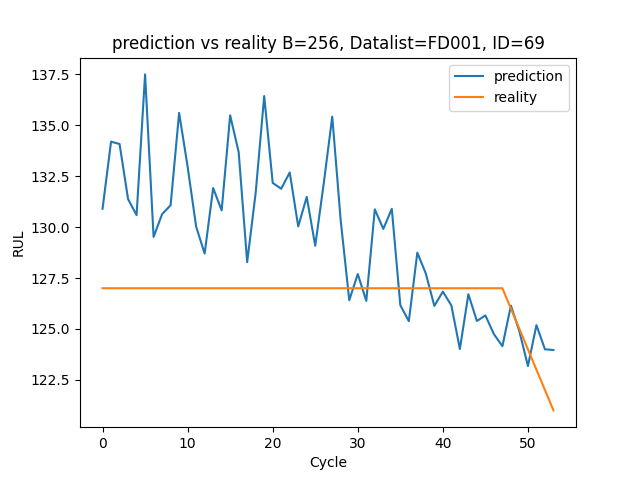 prediction vs reality B=256, Datalist=FD001, ID=69
prediction
reality
137.5
135.0
132.5
130.0
127.5
125.0
122.5
RUL
0 10 20 30 40 50
Cycle